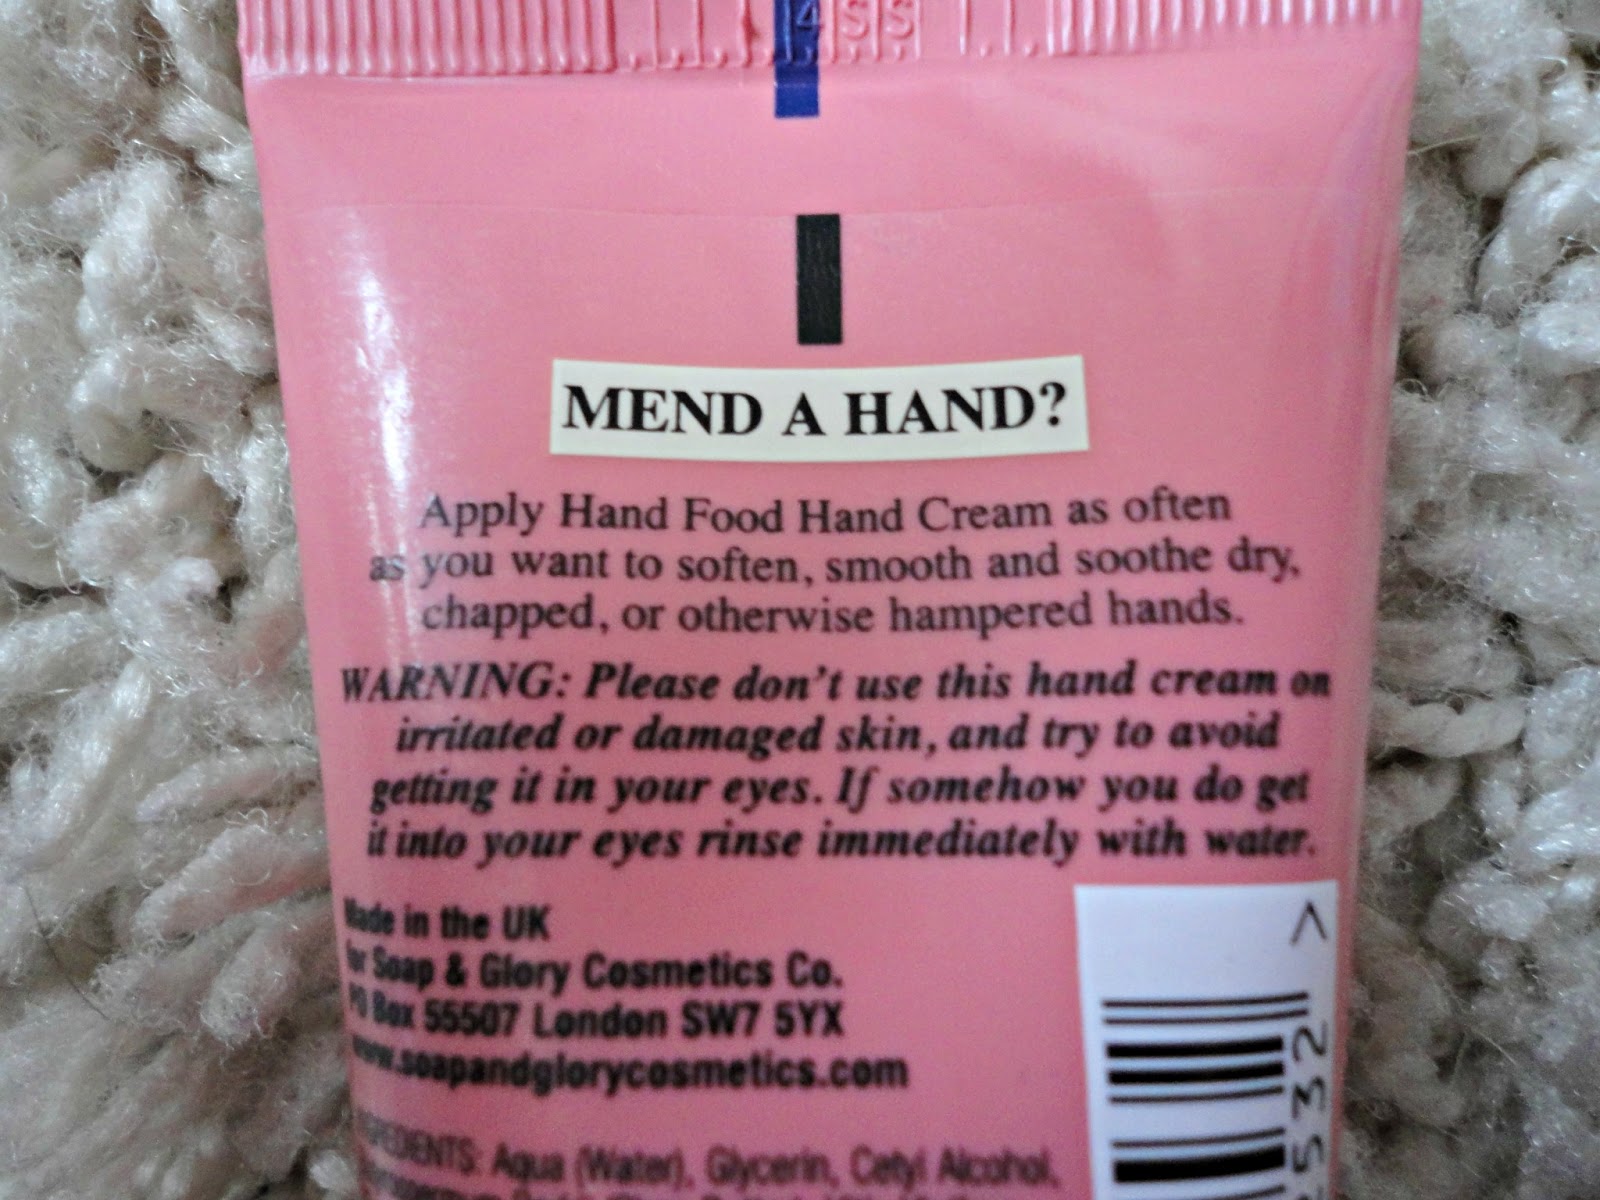 4SS
MEND A HAND?
Apply Hand Food Hand Cream as often
as you want to soften, smooth and soothe dry,
chapped, or otherwise hampered hands.
WARNING: Please don't use this hand cream on
irritated or damaged skin, and try to avoid
getting it in your eyes. If somehow you do get
it into your eyes rinse immediately with water.
Made in the UK
for Soap & Glory Cosmetics Co.
PO Box 55507 London SW7 5YX
www.soapandglorycosmetics.com
INGREDIENTS: Aqua (Water), Glycerin, Cetyl Alcohol,
532 >